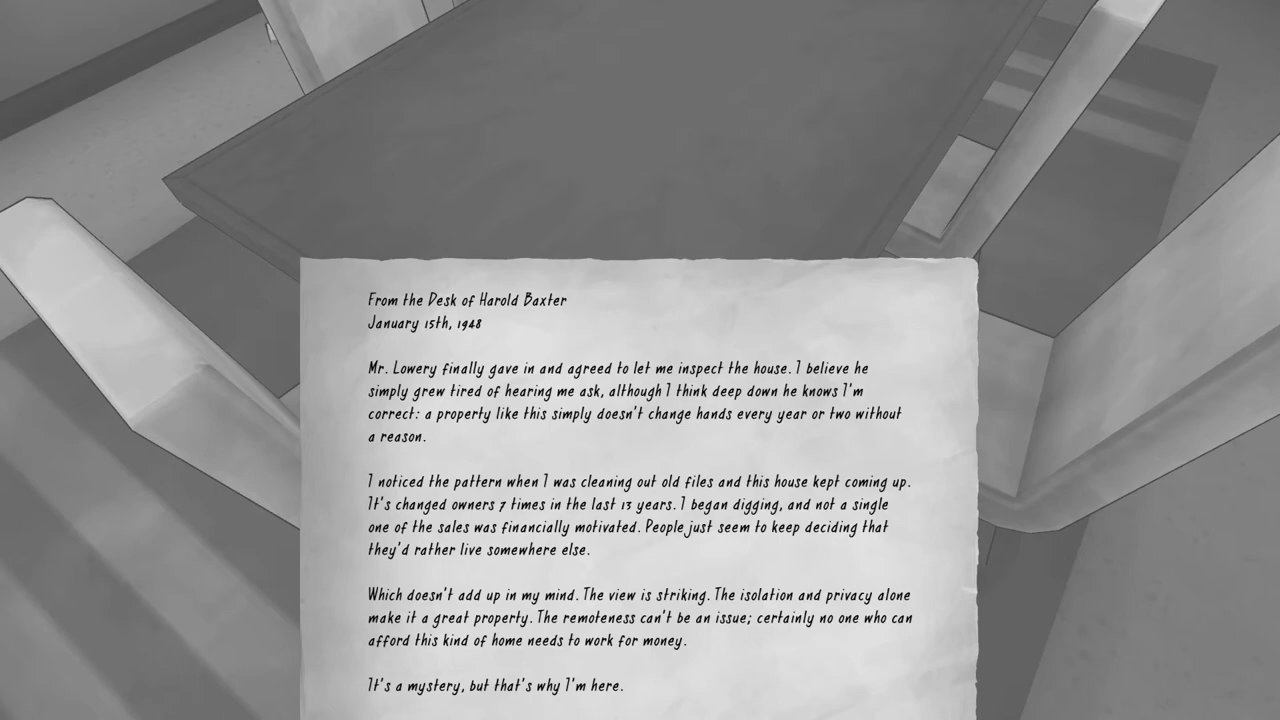 From the Desk of Harold Baxter
January 15th, 1948
Mr. Lowery finally gave in and agreed to let me inspect the house. I believe he
simply grew tired of hearing me ask, although I think deep down he knows I'm
correct: a property like this simply doesn't change hands every year or two without
a reason.
I noticed the pattern when I was cleaning out old files and this house kept coming up.
It's changed owners 7 times in the last 13 years. I began digging, and not a single
one of the sales was financially motivated. People just seem to keep deciding that
they'd rather live somewhere else.
Which doesn't add up in my mind. The view is striking. The isolation and privacy alone
make it a great property. The remoteness can't be an issue; certainly no one who can
afford this kind of home needs to work for money.
It's a mystery, but that's why I'm here.